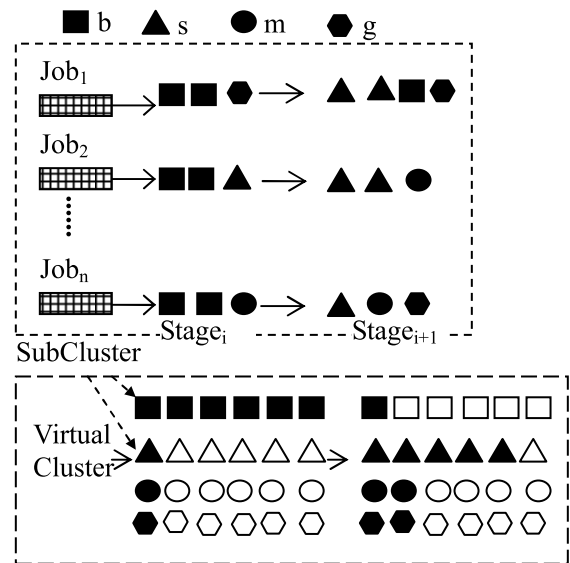 b s m g
Job1
Job2
Jobn
Stagei Stagei+1
SubCluster
Virtual
Cluster